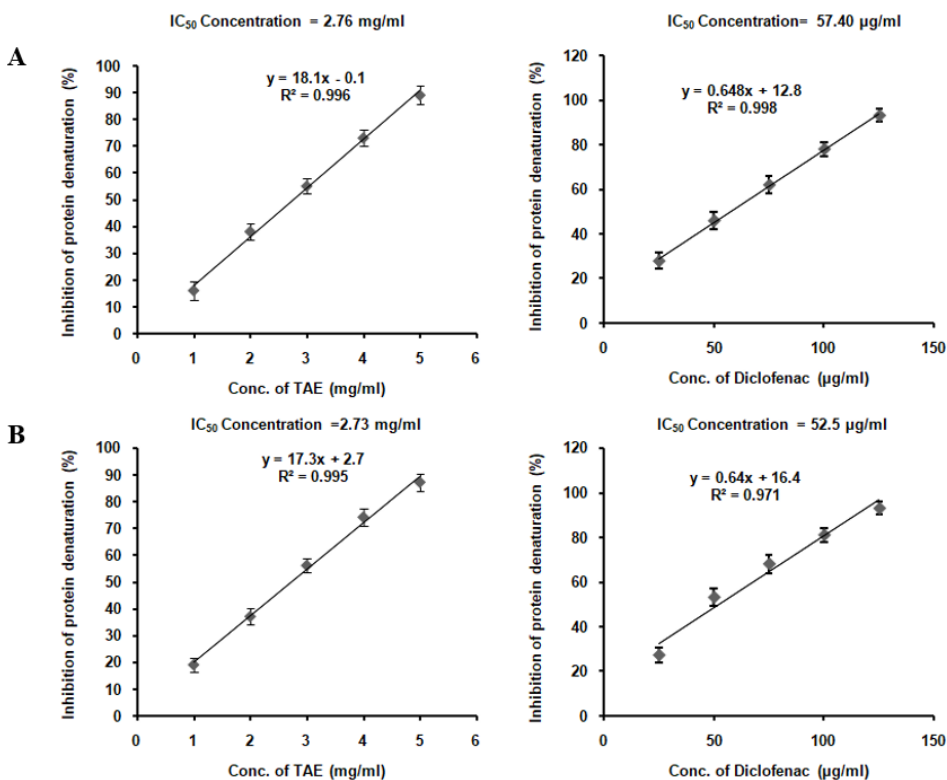 IC50 Concentration = 2.76 mg/ml
A
y = 18.1x - 0.1
R² = 0.996
Inhibition of protein denaturation (%)
100
90
80
70
60
50
40
30
20
10
0
0 1 2 3 4 5 6
Conc. of TAE (mg/ml)
IC50 Concentration= 57.40 µg/ml
y = 0.648x + 12.8
R² = 0.998
Inhibition of protein denaturation (%)
120
100
80
60
40
20
0
0 50 100 150
Conc. of Diclofenac (µg/ml)
B
IC50 Concentration =2.73 mg/ml
y = 17.3x + 2.7
R² = 0.995
Inhibition of protein denaturation (%)
100
90
80
70
60
50
40
30
20
10
0
0 1 2 3 4 5 6
Conc. of TAE (mg/ml)
IC50 Concentration = 52.5 µg/ml
y = 0.64x + 16.4
R² = 0.971
Inhibition of protein denaturation (%)
120
100
80
60
40
20
0
0 50 100 150
Conc. of Diclofenac (µg/ml)